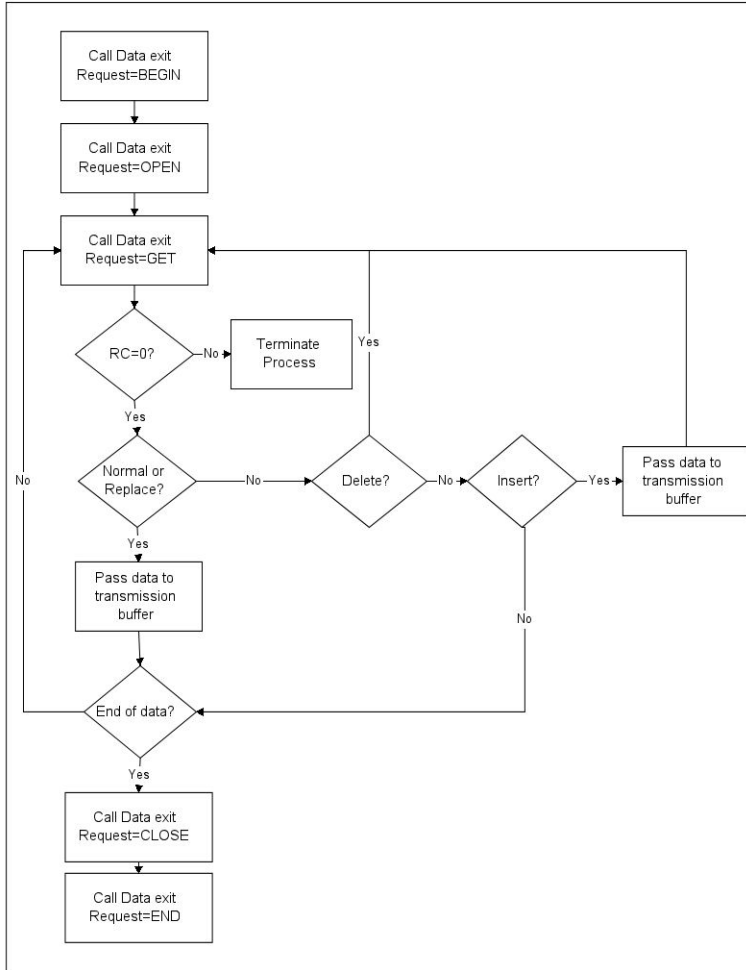 Call Data exit
Request=BEGIN
Call Data exit
Request=OPEN
Call Data exit
Request=GET
RC=0?
No
Terminate
Process
Yes
Yes
Normal or
Replace?
No
Delete?
No
Insert?
Yes
Pass data to
transmission
buffer
No
Yes
Pass data to
transmission
buffer
No
End of data?
Yes
Call Data exit
Request=CLOSE
Call Data exit
Request=END